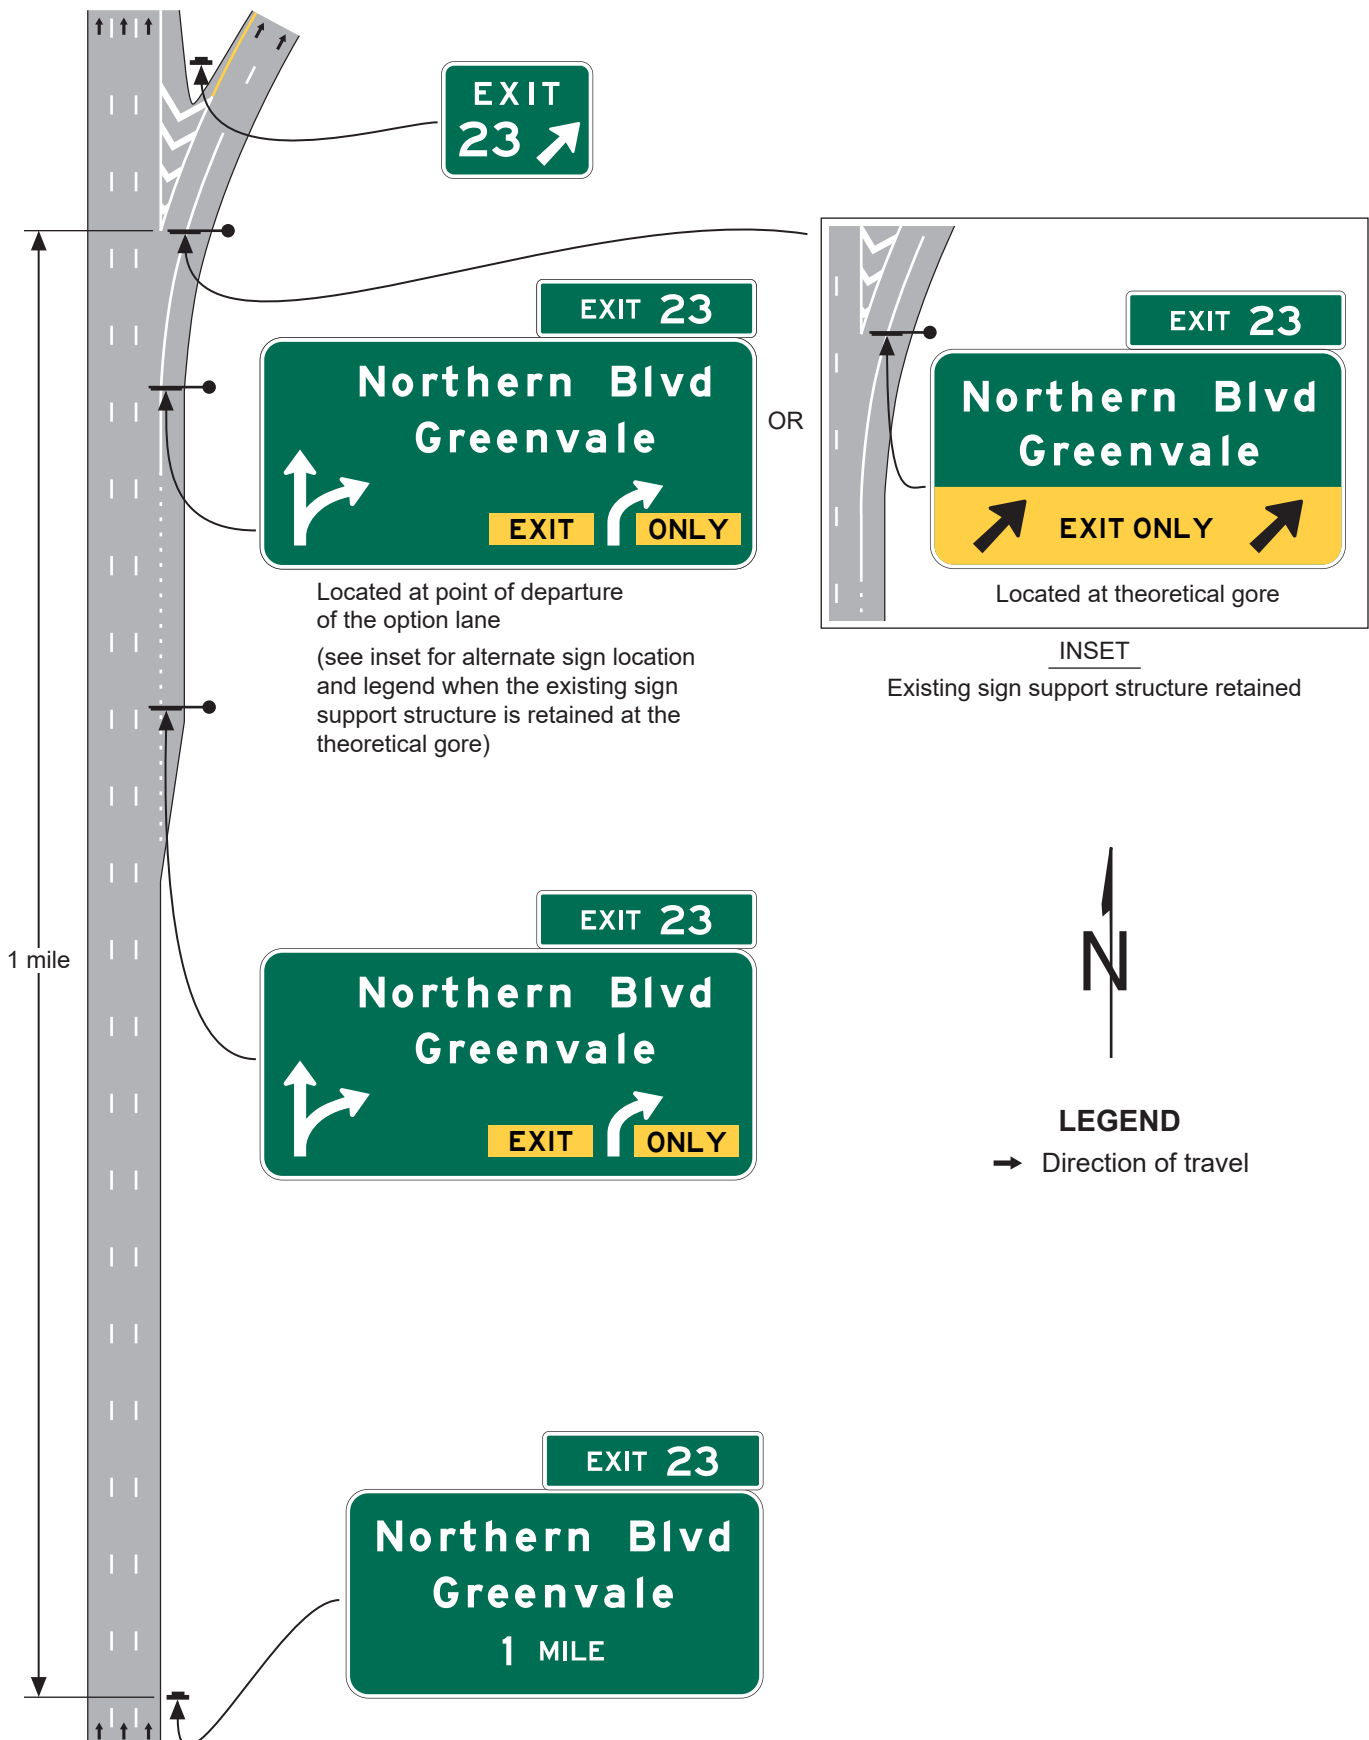 EXIT
23
EXIT 23
Northern Blvd
Greenvale
EXIT ONLY
Located at point of departure
of the option lane
(see inset for alternate sign location
and legend when the existing sign
support structure is retained at the
theoretical gore)
OR
EXIT 23
Northern Blvd
Greenvale
EXIT ONLY
Located at theoretical gore
INSET
Existing sign support structure retained
1 mile
EXIT 23
Northern Blvd
Greenvale
EXIT ONLY
N
LEGEND
Direction of travel
EXIT 23
Northern Blvd
Greenvale
1 MILE